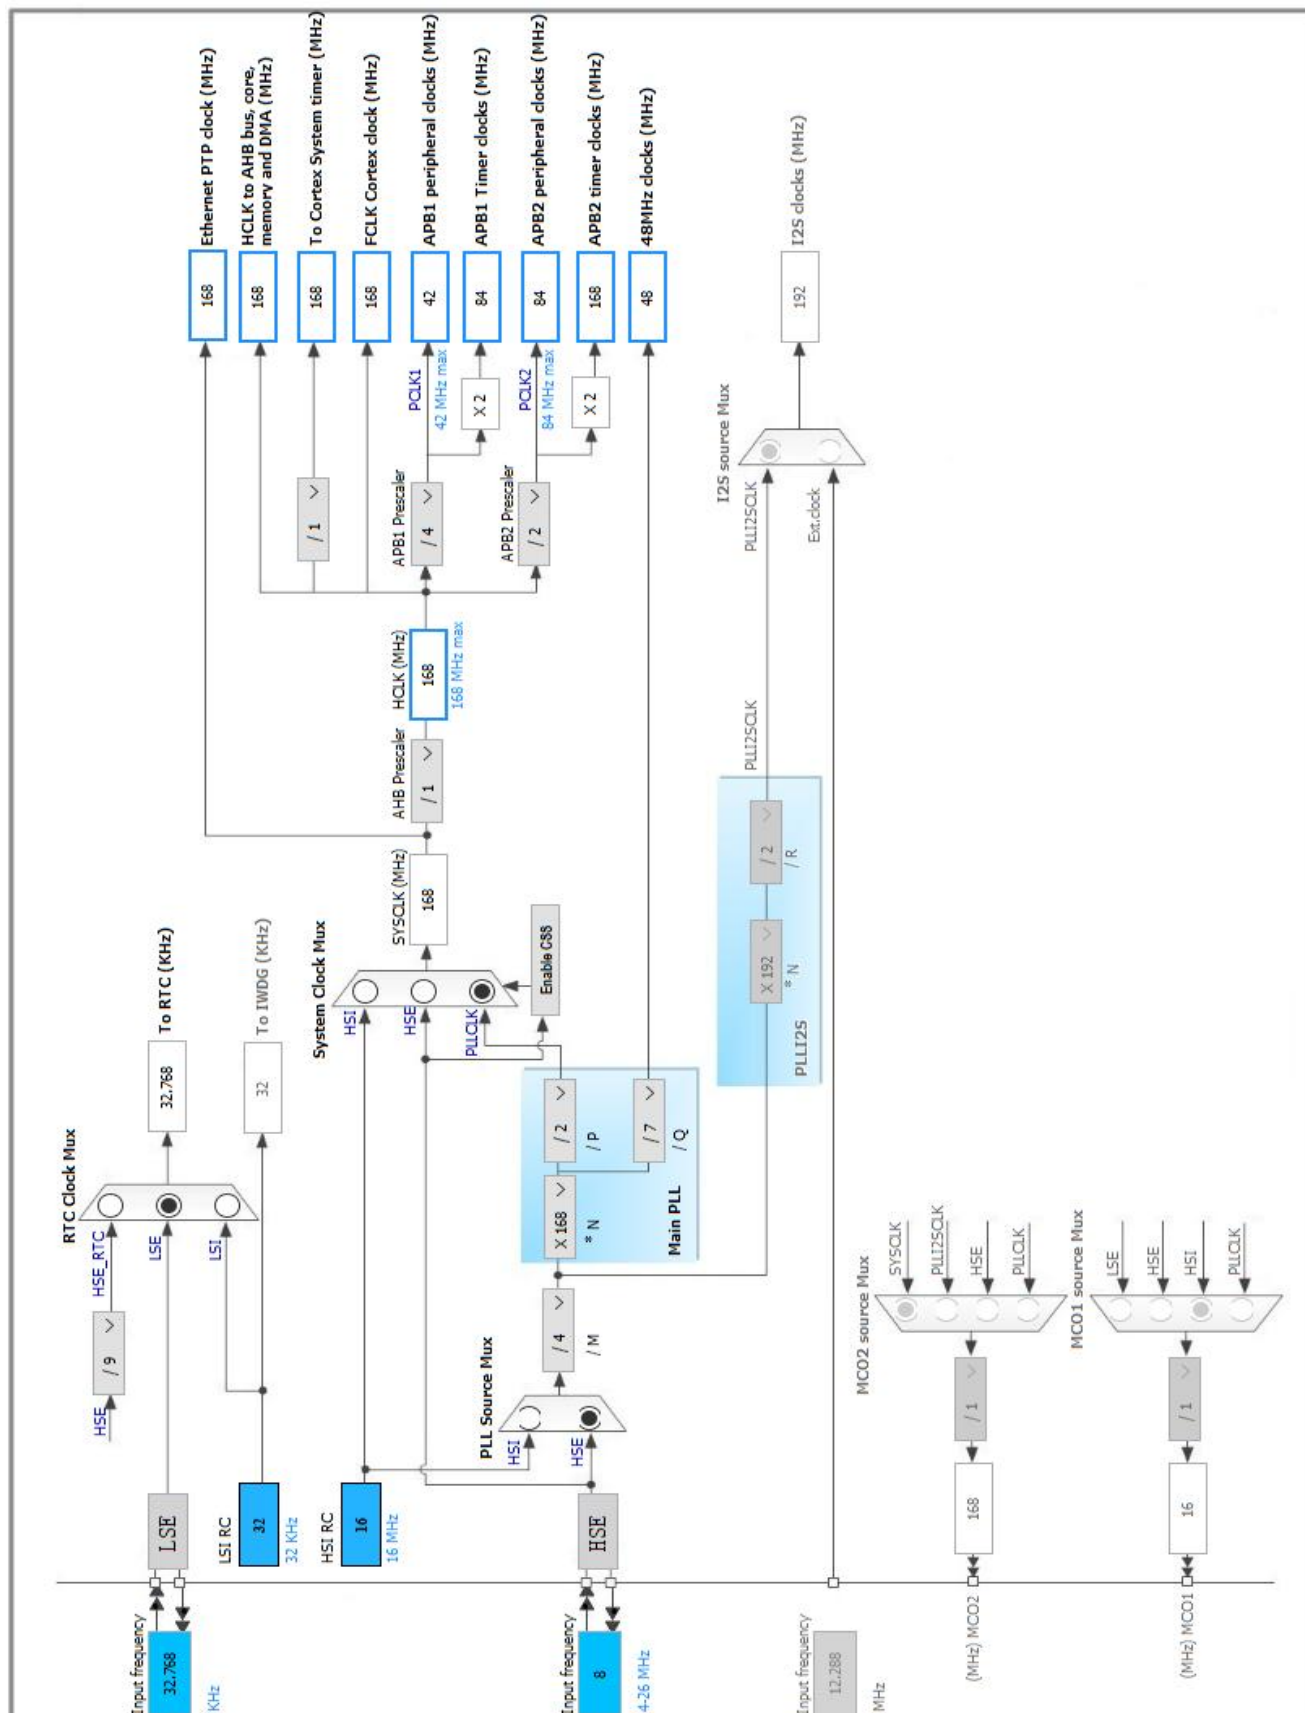 Input frequency
32.768
KHz
LSE
HSE
/ 9
HSE_RTC
LSE
LSI
RTC Clock Mux
32.768
To RTC (KHz)
LSI RC
32
32 KHz
32
To IWDG (KHz)
HSI RC
16
16 MHz
Input frequency
8
4-26 MHz
HSE
PLL Source Mux
HSI
HSE
/ 4
/ M
X 168
* N
/ 2
/ P
/ 7
/ Q
Main PLL
System Clock Mux
HSI
HSE
PLLCLK
Enable CSS
SYSCLK (MHz)
168
AHB Prescaler
/ 1
HCLK (MHz)
168
168 MHz max
/ 1
APB1 Prescaler
/ 4
PCLK1
42 MHz max
X 2
APB2 Prescaler
/ 2
PCLK2
84 MHz max
X 2
168
Ethernet PTP clock (MHz)
168
HCLK to AHB bus, core,
memory and DMA (MHz)
168
To Cortex System timer (MHz)
168
FCLK Cortex clock (MHz)
42
APB1 peripheral clocks (MHz)
84
APB1 Timer clocks (MHz)
84
APB2 peripheral clocks (MHz)
168
APB2 timer clocks (MHz)
48
48MHz clocks (MHz)
X 192
* N
/ 2
/ R
PLLI2S
PLLI2SCLK
PLLI2SCLK
Ext.clock
I2S source Mux
192
I2S clocks (MHz)
Input frequency
12.288
MHz
MCO2 source Mux
SYSCLK
PLLI2SCLK
HSE
PLLCLK
/ 1
168
(MHz) MCO2
MCO1 source Mux
LSE
HSE
HSI
PLLCLK
/ 1
16
(MHz) MCO1